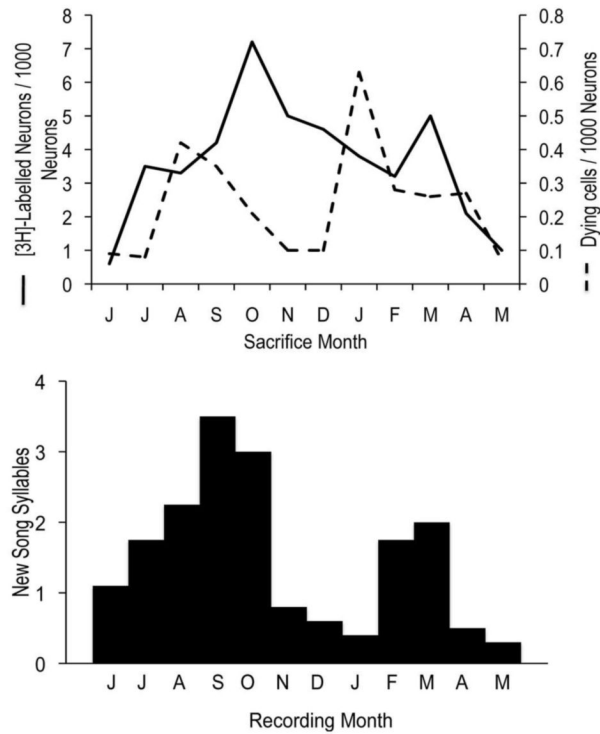 8
7
6
5
4
3
2
1
0
[3H]-Labelled Neurons / 1000
Neurons
0.8
0.7
0.6
0.5
0.4
0.3
0.2
0.1
0
Dying cells / 1000 Neurons
J J A S O N D J F M A M
Sacrifice Month
4
3
2
1
0
New Song Syllables
J J A S O N D J F M A M
Recording Month